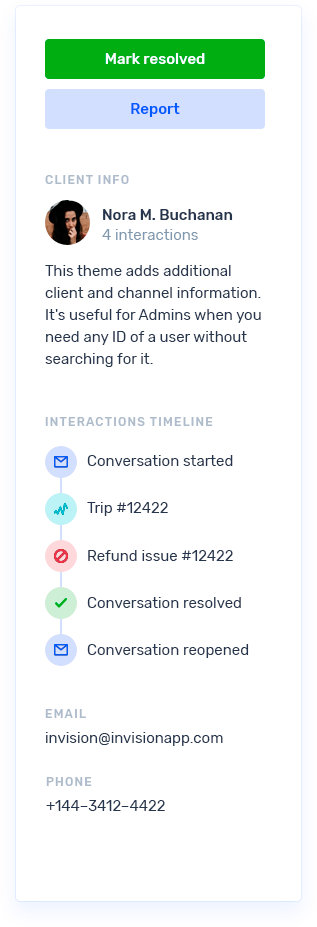 Mark resolved
Report
CLIENT INFO
Nora M. Buchanan
4 interactions
This theme adds additional
client and channel information.
It's useful for Admins when you
need any ID of a user without
searching for it.
INTERACTIONS TIMELINE
Conversation started
Trip #12422
Refund issue #12422
Conversation resolved
Conversation reopened
EMAIL
invision@invisionapp.com
PHONE
+144–3412–4422